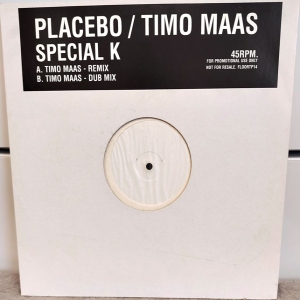 PLACEBO / TIMO MAAS
SPECIAL K
45RPM.
A. TIMO MAAS - REMIX
FOR PROMOTIONAL USE ONLY
B. TIMO MAAS - DUB MIX
NOT FOR RESALE. FLOORTP14